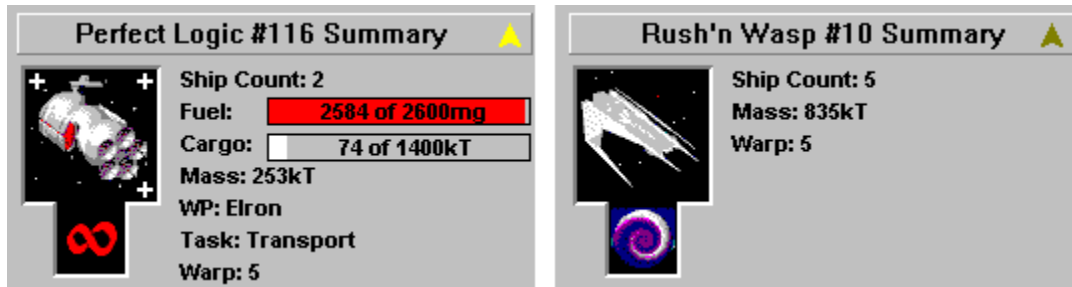 Perfect Logic #116 Summary
Ship Count: 2
Fuel: 2584 of 2600mg
Cargo: 74 of 1400kT
Mass: 253kT
WP: Elron
Task: Transport
Warp: 5
Rush'n Wasp #10 Summary
Ship Count: 5
Mass: 835kT
Warp: 5